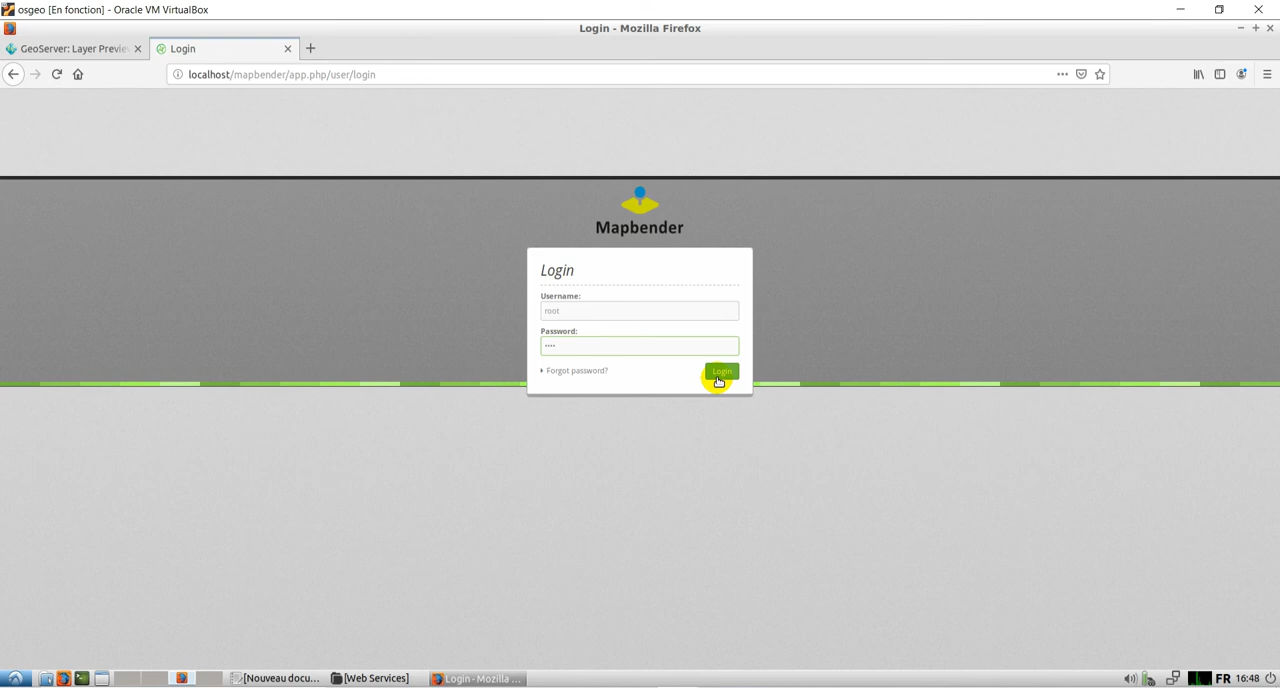 osgeo [En fonction] - Oracle VM VirtualBox
Login - Mozilla Firefox
GeoServer: Layer Previe
Login
localhost/mapbender/app.php/user/login
Mapbender
Login
Username:
root
Password:
••••
Forgot password?
Login
[Nouveau docu...
[Web Services]
Login - Mozilla ...
FR
16:48